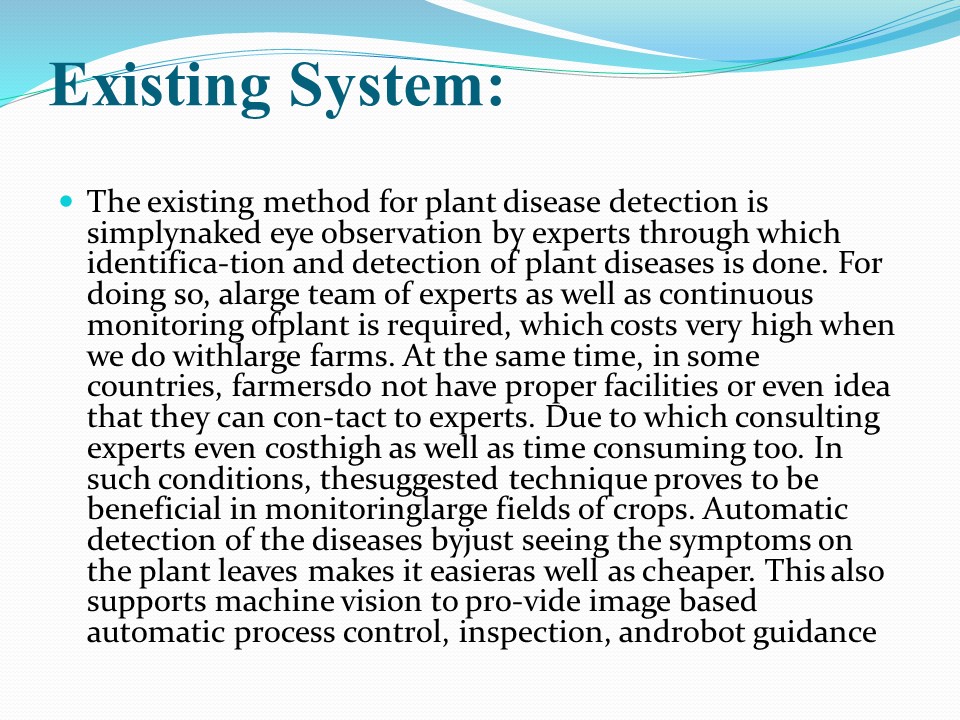 Existing System:
The existing method for plant disease detection is
simplynaked eye observation by experts through which
identifica-tion and detection of plant diseases is done. For
doing so, alarge team of experts as well as continuous
monitoring ofplant is required, which costs very high when
we do withlarge farms. At the same time, in some
countries, farmersdo not have proper facilities or even idea
that they can con-tact to experts. Due to which consulting
experts even costhigh as well as time consuming too. In
such conditions, thesuggested technique proves to be
beneficial in monitoringlarge fields of crops. Automatic
detection of the diseases byjust seeing the symptoms on
the plant leaves makes it easieras well as cheaper. This also
supports machine vision to pro-vide image based
automatic process control, inspection, androbot guidance